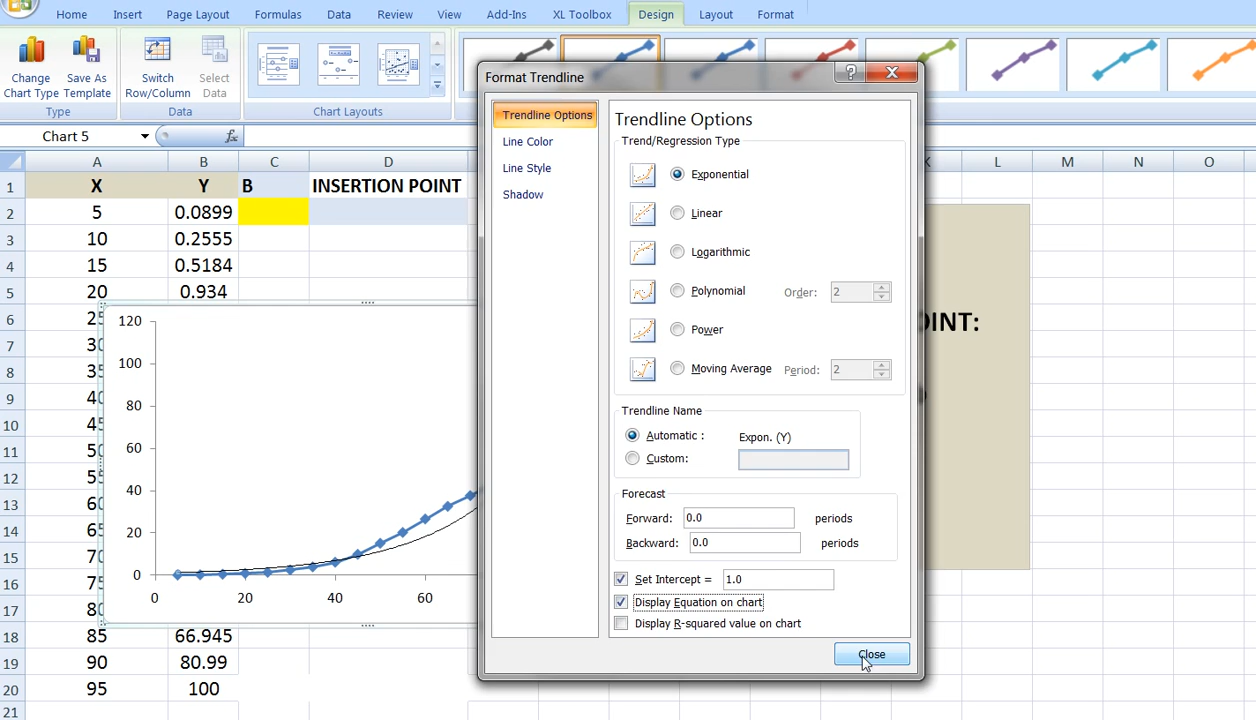 Home Insert Page Layout Formulas Data Review View Add-Ins XL Toolbox Design Layout Format
Change Chart Type
Save As Template
Switch Row/Column
Select Data
Type
Data
Chart Layouts
Chart 5
fx
A B C D K L M N O
1 X Y B INSERTION POINT
2 5 0.0899
3 10 0.2555
4 15 0.5184
5 20 0.934
6
7
8
9
10
11
12
13
14
15
16
17
18 85 66.945
19 90 80.99
20 95 100
21
120
100
80
60
40
20
0
0 20 40 60
Format Trendline
Trendline Options
Line Color
Line Style
Shadow
Trendline Options
Trend/Regression Type
Exponential
Linear
Logarithmic
Polynomial Order: 2
Power
Moving Average Period: 2
Trendline Name
Automatic : Expon. (Y)
Custom:
Forecast
Forward: 0.0 periods
Backward: 0.0 periods
Set Intercept = 1.0
Display Equation on chart
Display R-squared value on chart
Close